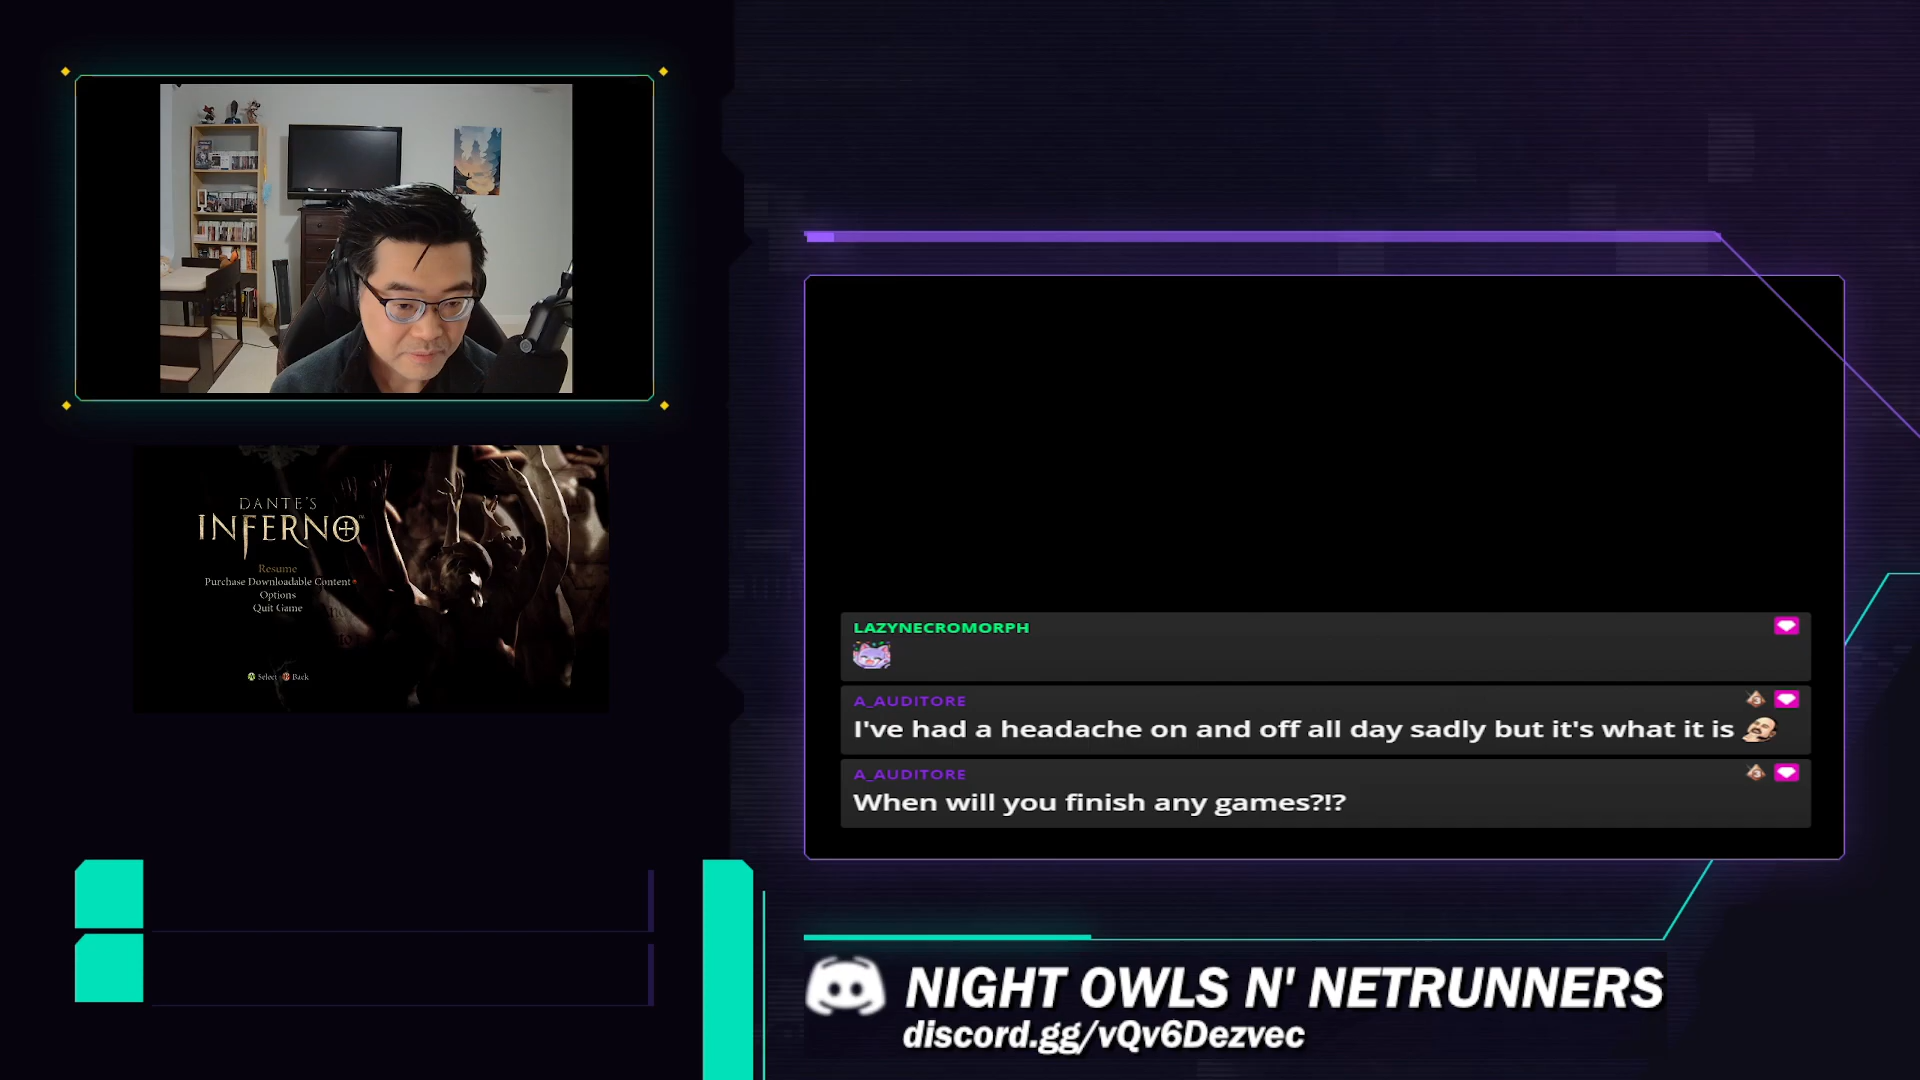 DANTE'S
INFERNO
Resume
Purchase Downloadable Content
Options
Quit Game
A Select B Back
LAZYNECROMORPH
A_AUDITORE
I've had a headache on and off all day sadly but it's what it is
A_AUDITORE
When will you finish any games?!?
NIGHT OWLS N' NETRUNNERS
discord.gg/vQv6Dezvec